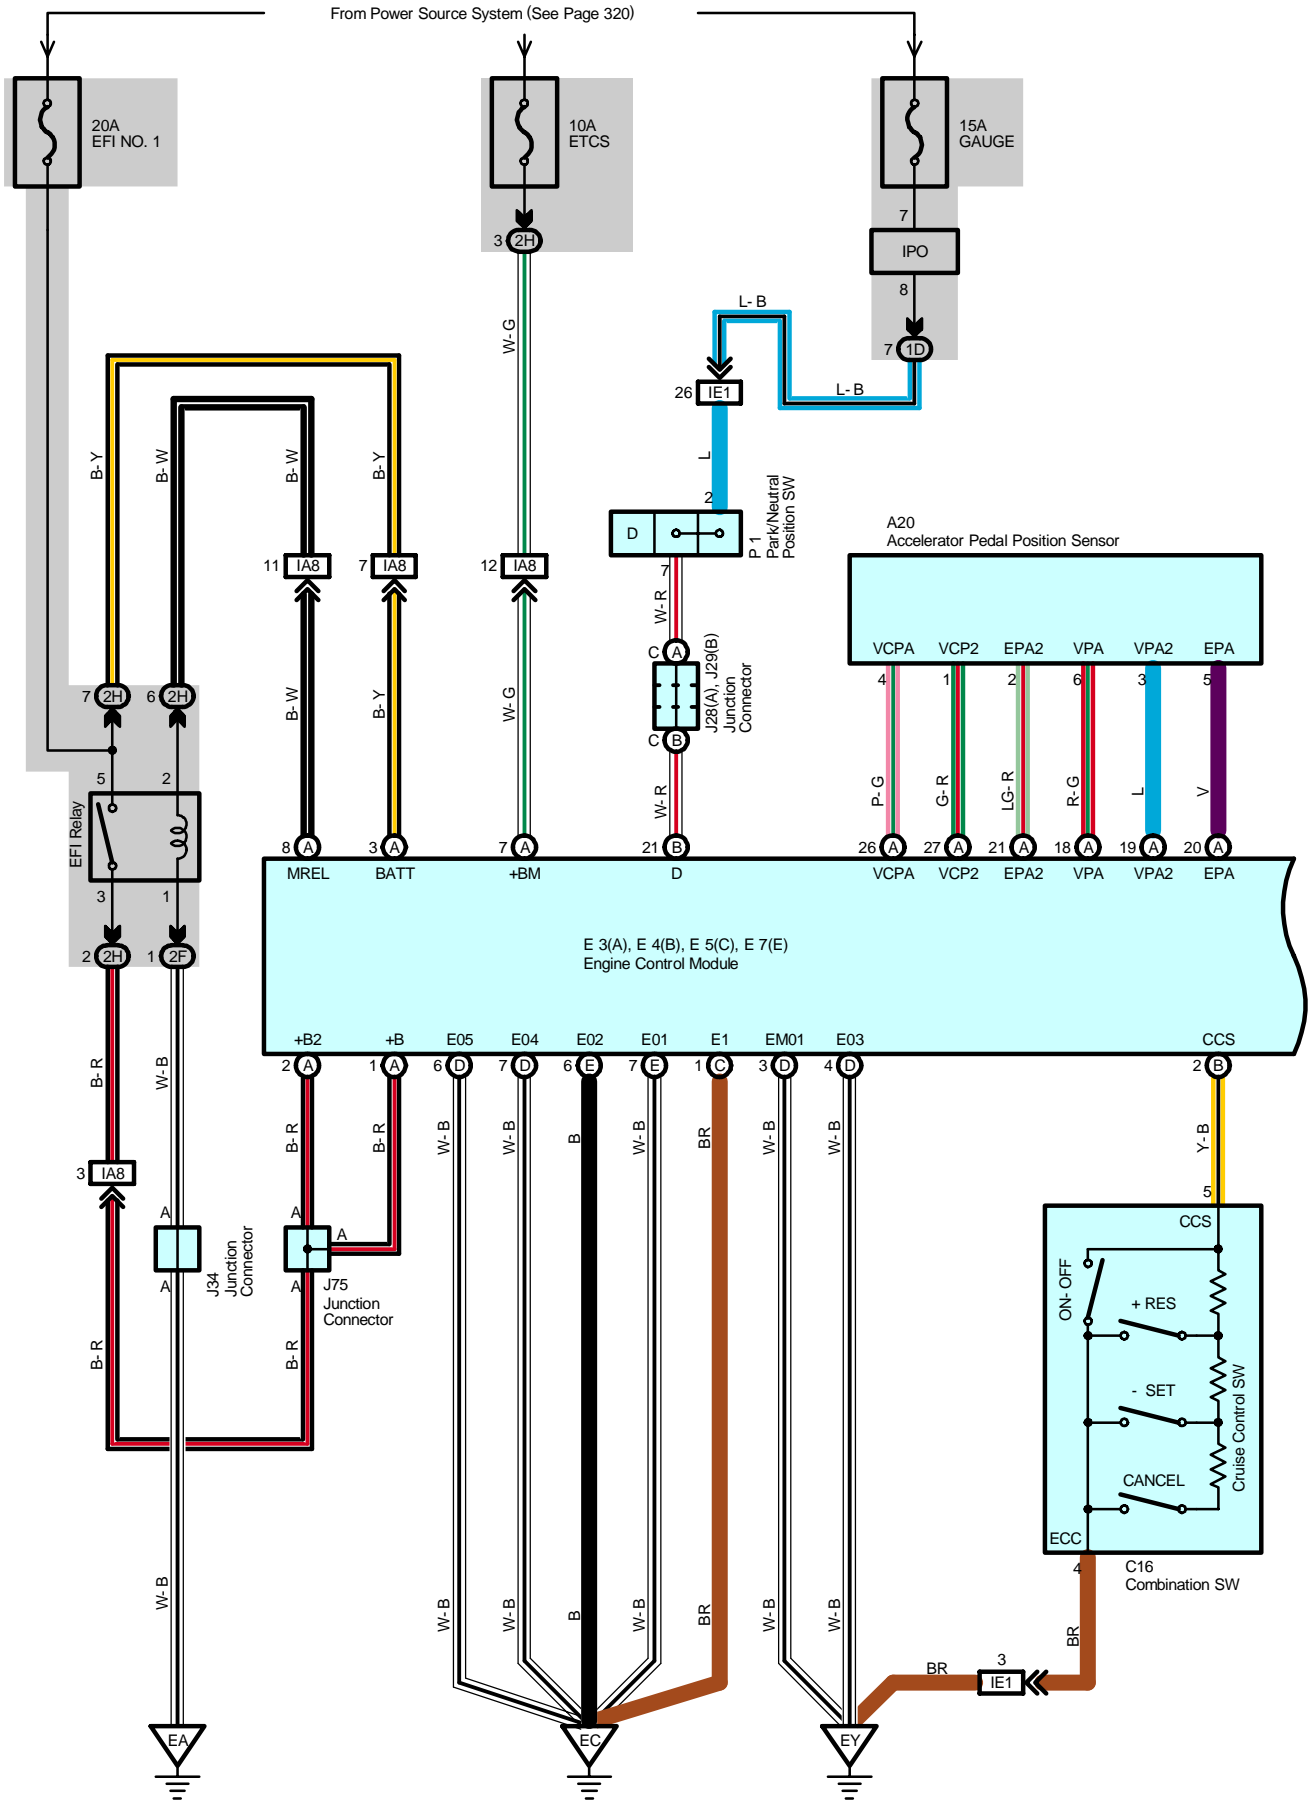 From Power Source System (See Page 320)
20A
EFI NO. 1
10A
ETCS
15A
GAUGE
7
IPO
8
3 2H
7 1D
L- B
L- B
W- G
26 IE1
B- Y
B- W
B- W
B- Y
L
2
D
P 1
Park/Neutral
Position SW
A20
Accelerator Pedal Position Sensor
11 IA8
7 IA8
12 IA8
7
W- R
C A
J28(A), J29(B)
Junction
Connector
C B
VCPA VCP2 EPA2 VPA VPA2 EPA
4 1 2 6 3 5
7 2H
6 2H
B- W
B- Y
W- G
W- R
P- G
G- R
LG- R
R- G
L
V
5 2
EFI Relay
3 1
8 A
3 A
7 A
21 B
26 A
27 A
21 A
18 A
19 A
20 A
MREL BATT +BM D VCPA VCP2 EPA2 VPA VPA2 EPA
2 2H
1 2F
E 3(A), E 4(B), E 5(C), E 7(E)
Engine Control Module
+B2 +B E05 E04 E02 E01 E1 EM01 E03 CCS
2 A
1 A
6 D
7 D
6 E
7 E
1 C
3 D
4 D
2 B
B- R
W- B
B- R
B- R
W- B
W- B
B
W- B
BR
W- B
W- B
Y- B
3 IA8
5
A
A
A
J34
Junction
Connector
A
A
J75
Junction
Connector
CCS
ON- OFF
+ RES
- SET
CANCEL
Cruise Control SW
ECC
B- R
B- R
4
C16
Combination SW
W- B
W- B
W- B
B
W- B
BR
W- B
W- B
BR
BR
3
IE1
EA
EC
EY